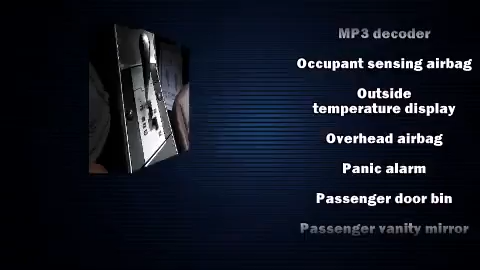 MP3 decoder
Occupant sensing airbag
Outside
temperature display
Overhead airbag
Panic alarm
Passenger door bin
Passenger vanity mirror